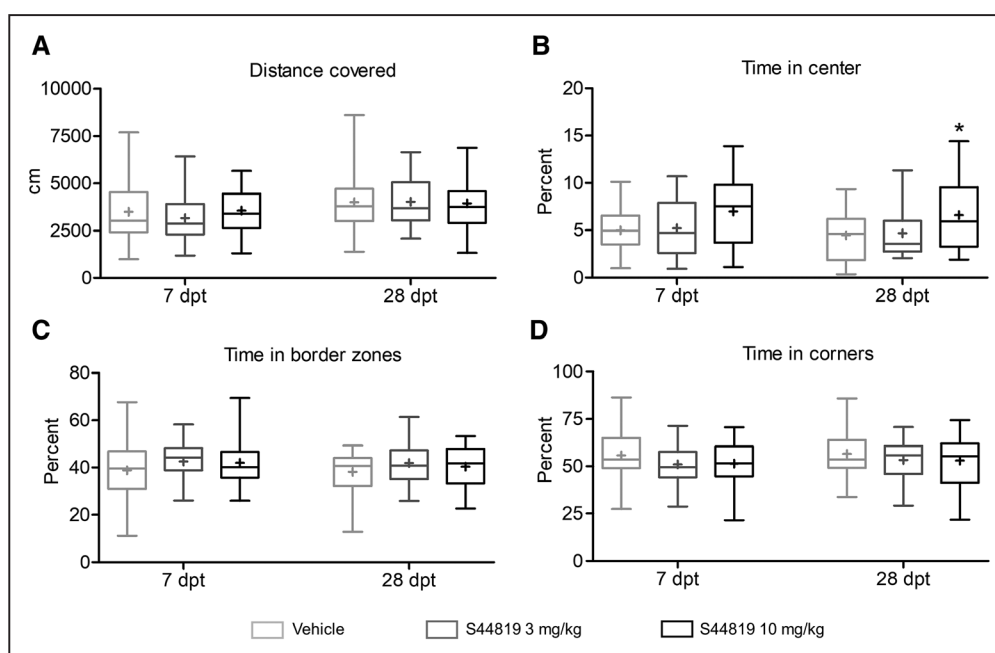 A
Distance covered
10000
7500
5000
2500
0
cm
7 dpt
28 dpt
B
Time in center
20
15
10
5
0
Percent
*
7 dpt
28 dpt
C
Time in border zones
80
60
40
20
0
Percent
7 dpt
28 dpt
D
Time in corners
100
75
50
25
0
Percent
7 dpt
28 dpt
Vehicle
S44819 3 mg/kg
S44819 10 mg/kg